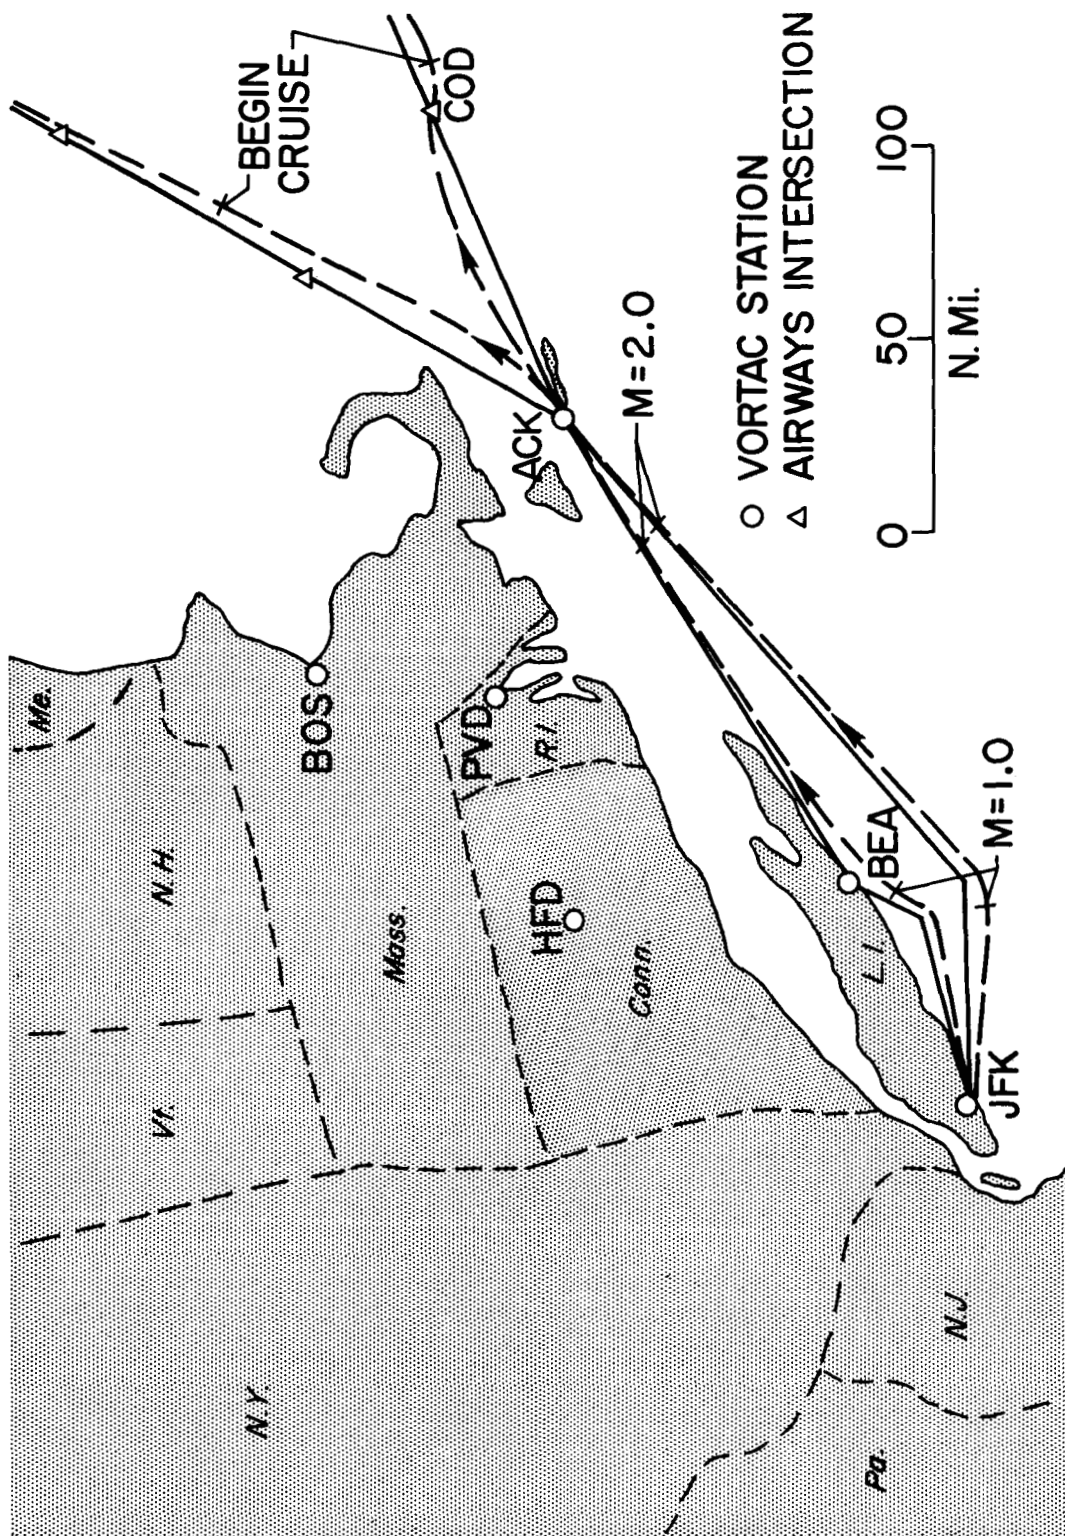 BEGIN
CRUISE
COD
Me.
N.H.
Vt.
BOS
Mass.
ACK
PVD
R.I.
HFD
Conn.
N.Y.
M=2.0
BEA
L.I.
JFK
M=1.0
N.J.
Pa.
○ VORTAC STATION
△ AIRWAYS INTERSECTION
0 50 100
N.Mi.